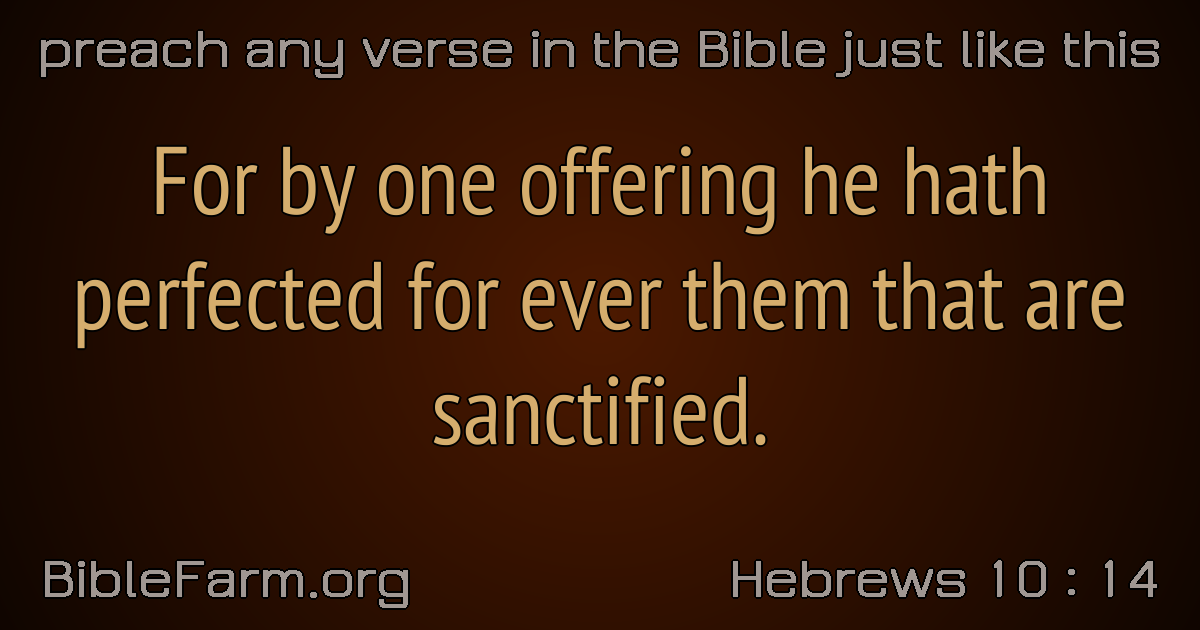 preach any verse in the Bible just like this
For by one offering he hath
perfected for ever them that are
sanctified.
BibleFarm.org
Hebrews 10 : 14